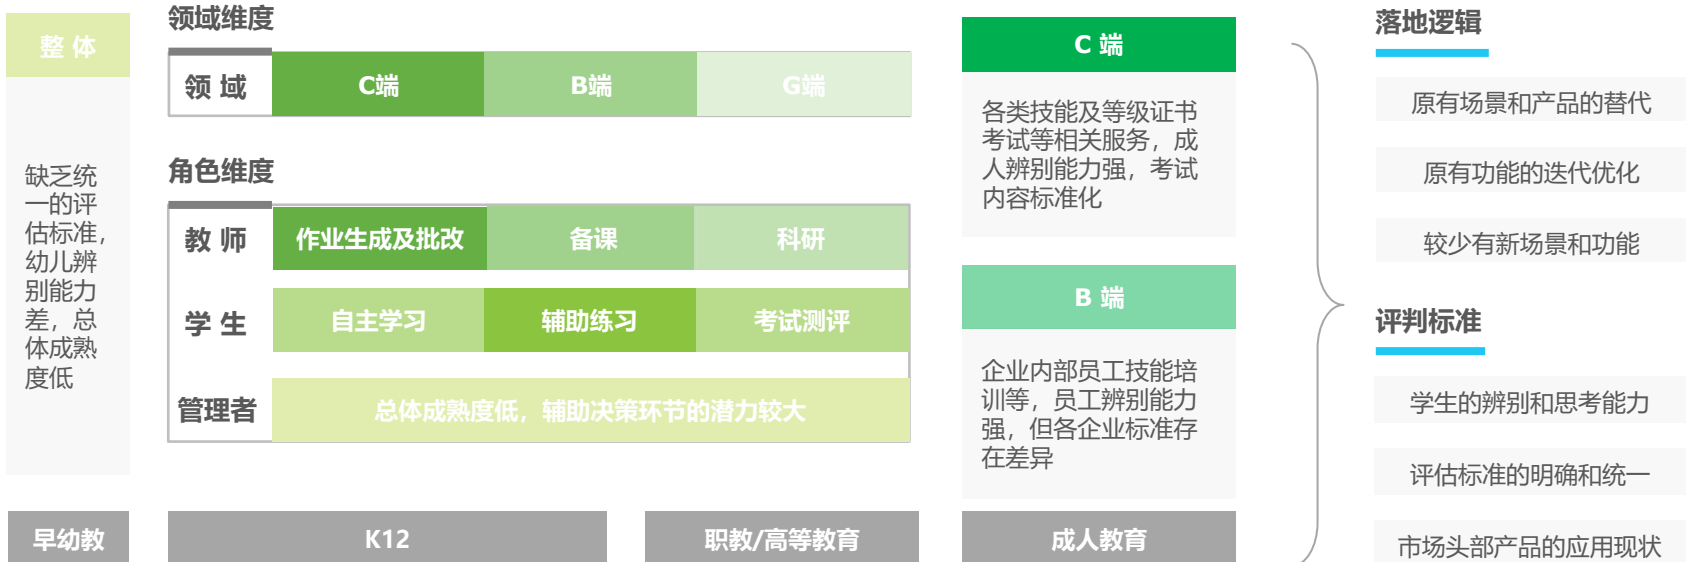 整 体
缺乏统
一的评
估标准，
幼儿辨
别能力
差，总
体成熟
度低
早幼教
领域维度
领 域
C端
B端
G端
角色维度
教 师
作业生成及批改
备课
科研
学 生
自主学习
辅助练习
考试测评
管理者
总体成熟度低，辅助决策环节的潜力较大
K12
职教/高等教育
C 端
各类技能及等级证书
考试等相关服务，成
人辨别能力强，考试
内容标准化
B 端
企业内部员工技能培
训等，员工辨别能力
强，但各企业标准存
在差异
成人教育
落地逻辑
原有场景和产品的替代
原有功能的迭代优化
较少有新场景和功能
评判标准
学生的辨别和思考能力
评估标准的明确和统一
市场头部产品的应用现状